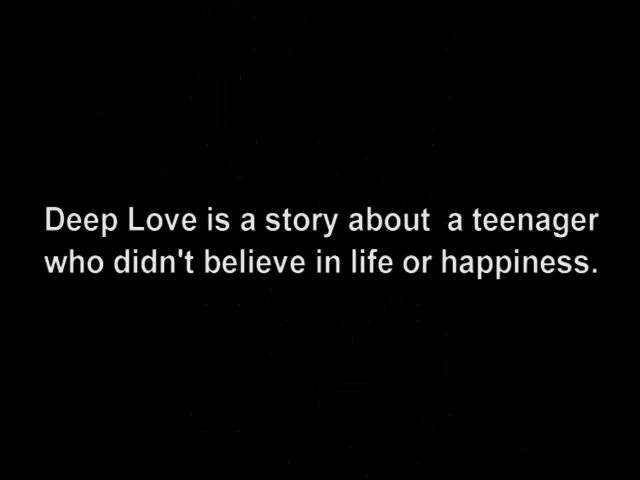 Deep Love is a story about  a teenager
who didn't believe in life or happiness.